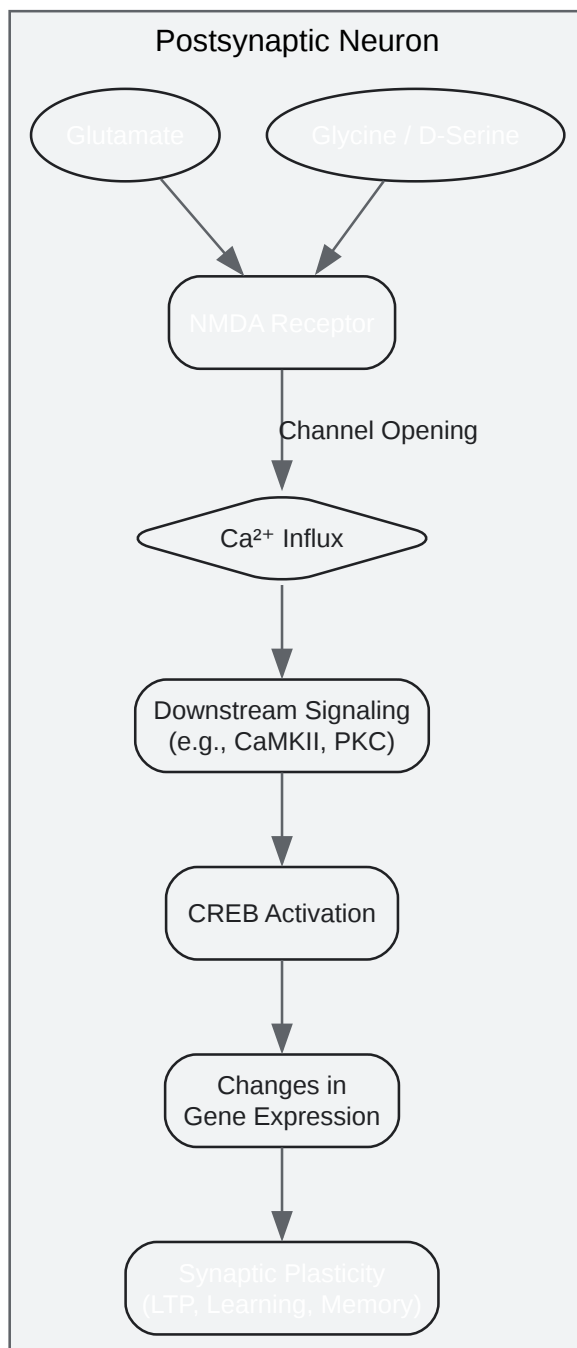 Postsynaptic Neuron
Glutamate
Glycine / D-Serine
NMDA Receptor
Channel Opening
Ca²⁺ Influx
Downstream Signaling
(e.g., CaMKII, PKC)
CREB Activation
Changes in
Gene Expression
Synaptic Plasticity
(LTP, Learning, Memory)